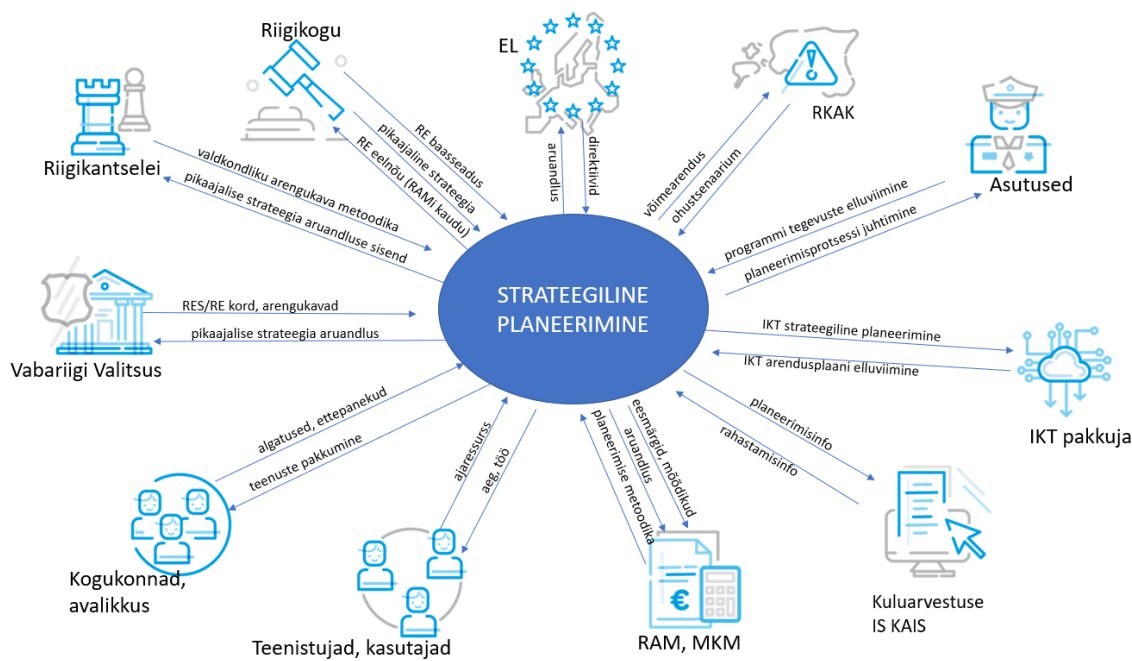 Riigikogu
EL
RKAK
Riigikantselei
Asutused
RE baasseadus
pikaajaline strateegia
RE eelnõu (RAMi kaudu)
aruandlus
direktiivid
võimearendus
ohustsenaarium
valdkondliku arengukava metoodika
pikaajalise strateegia aruandluse sisend
programmi tegevuste elluviimine
planeerimisprotsessi juhtimine
STRATEEGILINE
PLANEERIMINE
RES/RE kord, arengukavad
pikaajalise strateegia aruandlus
Vabariigi Valitsus
IKT strateegiline planeerimine
IKT arendusplaani elluviimine
IKT pakkuja
algatused, ettepanekud
teenuste pakkumine
ajaressurss
aeg, töö
planeerimise metoodika
aruandlus
eesmärgid, mõõdikud
planeerimisinfo
rahastamisinfo
Kogukonnad,
avalikkus
Teenistujad, kasutajad
€
RAM, MKM
Kuluarvestuse
IS KAIS